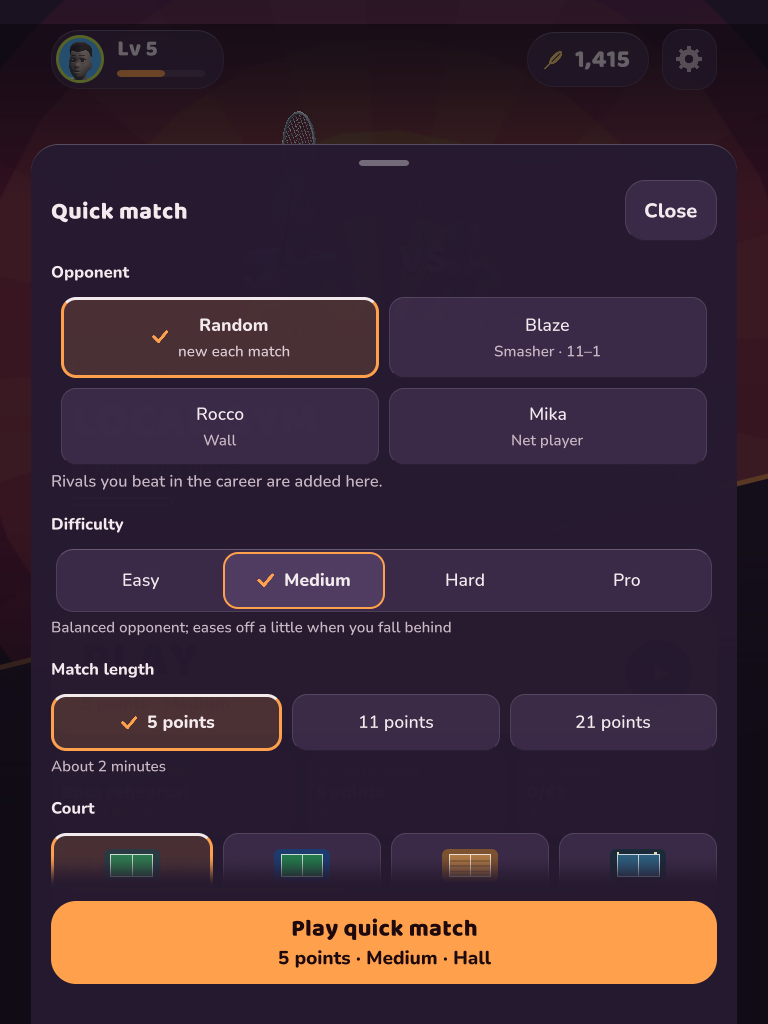 Lv 5
1,415
Quick match
Close
Opponent
Random
new each match
Blaze
Smasher · 11–1
Rocco
Wall
Mika
Net player
Rivals you beat in the career are added here.
Difficulty
Easy
Medium
Hard
Pro
Balanced opponent; eases off a little when you fall behind
Match length
5 points
11 points
21 points
About 2 minutes
Court
Play quick match
5 points · Medium · Hall